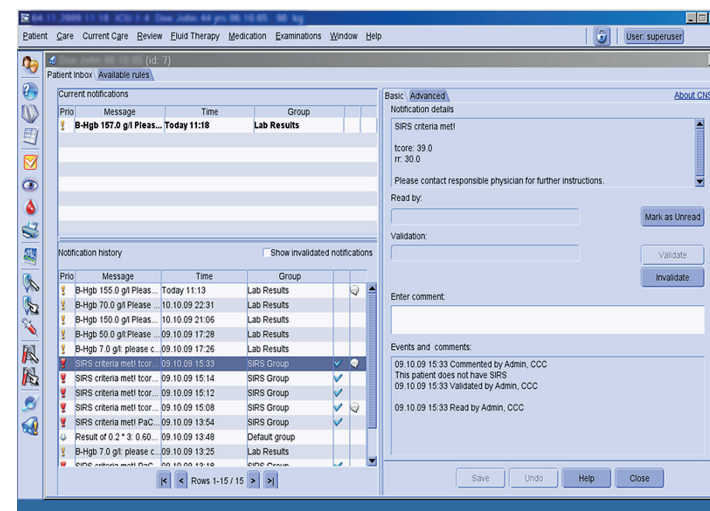 Patient Care Current Care Review Fluid Therapy Medication Examinations Window Help
User: superuser
(id: 7)
Patient Inbox Available rules
Current notifications
Prio Message Time Group
B-Hgb 157.0 g/l Pleas... Today 11:18 Lab Results
Notification history
Show invalidated notifications
Prio Message Time Group
B-Hgb 155.0 g/l Pleas... Today 11:13 Lab Results
B-Hgb 70.0 g/l Please ... 10.10.09 22:31 Lab Results
B-Hgb 150.0 g/l Pleas... 10.10.09 21:06 Lab Results
B-Hgb 50.0 g/l:Please ... 09.10.09 17:28 Lab Results
B-Hgb 7.0 g/l: please c... 09.10.09 17:26 Lab Results
SIRS criteria met! tcor... 09.10.09 15:33 SIRS Group
SIRS criteria met! tcor... 09.10.09 15:14 SIRS Group
SIRS criteria met! tcor... 09.10.09 15:12 SIRS Group
SIRS criteria met! tcor... 09.10.09 15:08 SIRS Group
SIRS criteria met! PaC... 09.10.09 13:54 SIRS Group
Result of 0.2 * 3: 0.60... 09.10.09 13:48 Default group
B-Hgb 7.0 g/l: please c... 09.10.09 13:25 Lab Results
SIRS criteria met! PaC... 09.10.09 13:18 SIRS Group
Rows 1-15 / 15
Basic Advanced
About CNS
Notification details
SIRS criteria met!
tcore: 39.0
rr: 30.0
Please contact responsible physician for further instructions.
Read by:
Mark as Unread
Validation:
Validate
Invalidate
Enter comment:
Events and comments:
09.10.09 15:33 Commented by Admin, CCC
This patient does not have SIRS
09.10.09 15:33 Validated by Admin, CCC
09.10.09 15:33 Read by Admin, CCC
Save Undo Help Close